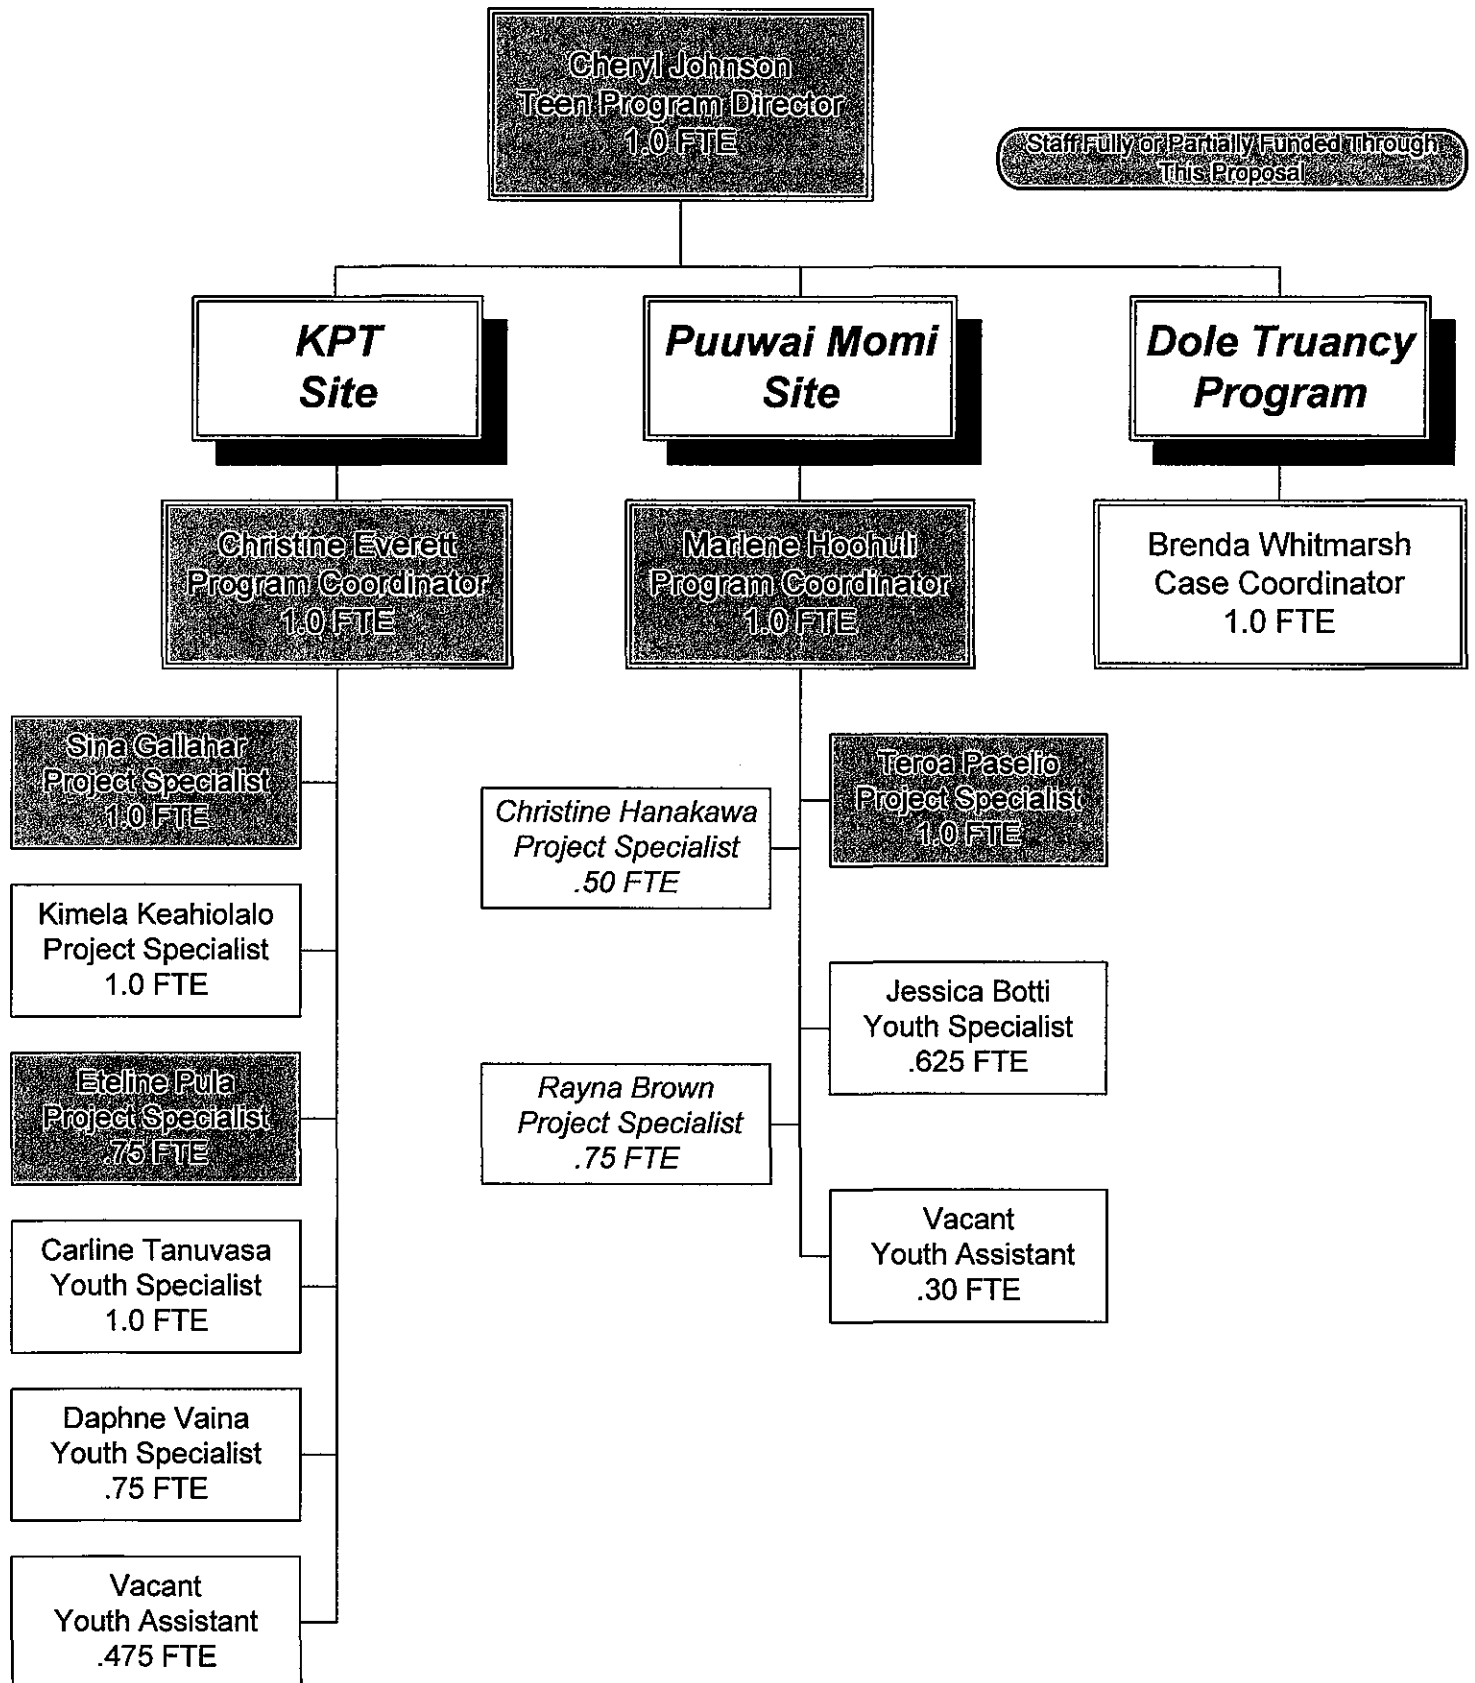 Cheryl Johnson
Teen Program Director
1.0 FTE
Staff Fully or Partially Funded Through
This Proposal
KPT
Site
Puuwai Momi
Site
Dole Truancy
Program
Christine Everett
Program Coordinator
1.0 FTE
Marlene Hoohuli
Program Coordinator
1.0 FTE
Brenda Whitmarsh
Case Coordinator
1.0 FTE
Sina Gallahar
Project Specialist
1.0 FTE
Kimela Keahiolalo
Project Specialist
1.0 FTE
Eteline Pula
Project Specialist
.75 FTE
Carline Tanuvasa
Youth Specialist
1.0 FTE
Daphne Vaina
Youth Specialist
.75 FTE
Vacant
Youth Assistant
.475 FTE
Christine Hanakawa
Project Specialist
.50 FTE
Rayna Brown
Project Specialist
.75 FTE
Teroa Paselio
Project Specialist
1.0 FTE
Jessica Botti
Youth Specialist
.625 FTE
Vacant
Youth Assistant
.30 FTE